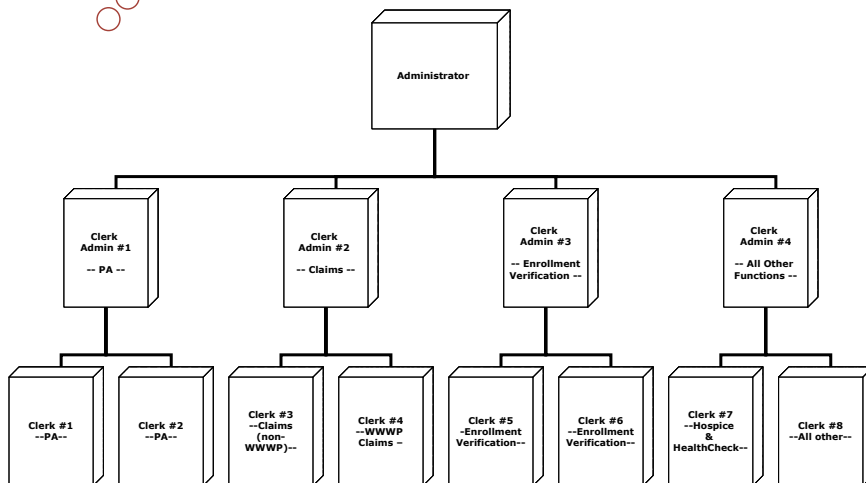 Administrator
Clerk
Admin #1
-- PA --
Clerk
Admin #2
-- Claims --
Clerk
Admin #3
-- Enrollment
Verification --
Clerk
Admin #4
-- All Other
Functions --
Clerk #1
--PA--
Clerk #2
--PA--
Clerk #3
--Claims
(non-
WWWP)--
Clerk #4
--WWWP
Claims –
Clerk #5
-Enrollment
Verification--
Clerk #6
--Enrollment
Verification--
Clerk #7
--Hospice
&
HealthCheck--
Clerk #8
--All other--